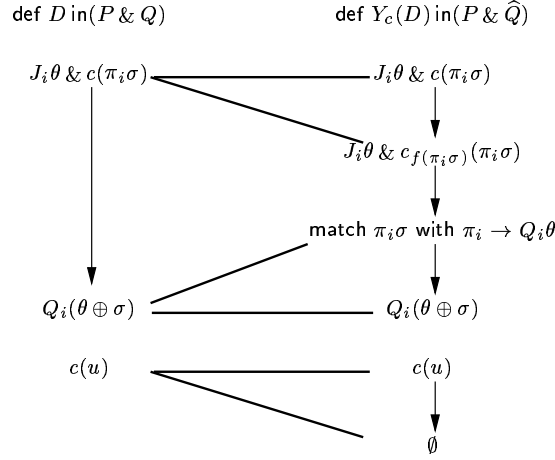 def D in(P & Q) def Y_c(D) in(P & Q̂)
J_iθ & c(π_iσ) J_iθ & c(π_iσ)
J_iθ & c_{f(π_iσ)}(π_iσ)
match π_iσ with π_i → Q_iθ
Q_i(θ ⊕ σ) Q_i(θ ⊕ σ)
c(u) c(u)
∅